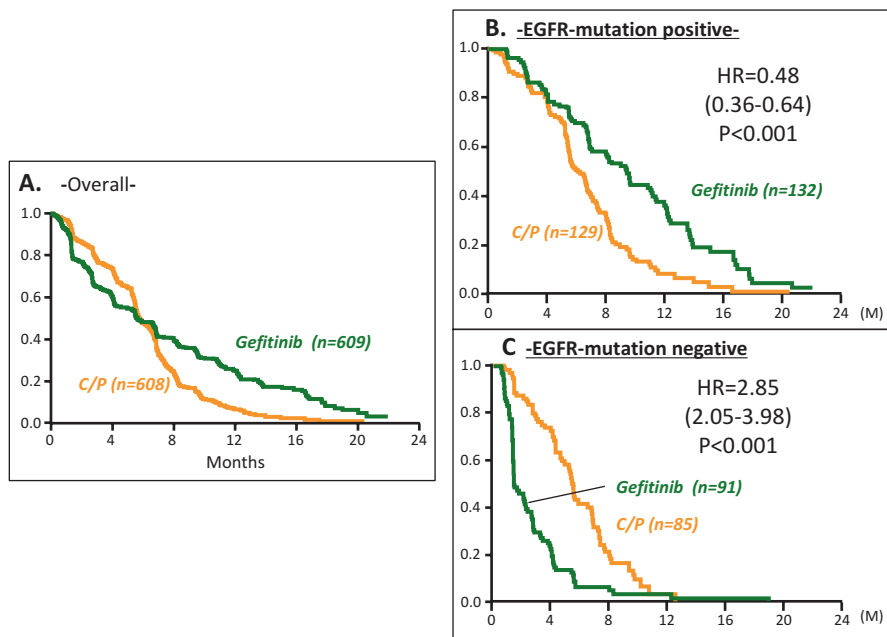 A. -Overall-
1.0
0.8
0.6
0.4
0.2
0.0
Gefitinib (n=609)
C/P (n=608)
0 4 8 12 16 20 24
Months
B. -EGFR-mutation positive-
1.0
0.8
0.6
0.4
0.2
0.0
HR=0.48
(0.36-0.64)
P<0.001
Gefitinib (n=132)
C/P (n=129)
0 4 8 12 16 20 24 (M)
C -EGFR-mutation negative
1.0
0.8
0.6
0.4
0.2
0.0
HR=2.85
(2.05-3.98)
P<0.001
Gefitinib (n=91)
C/P (n=85)
0 4 8 12 16 20 24 (M)